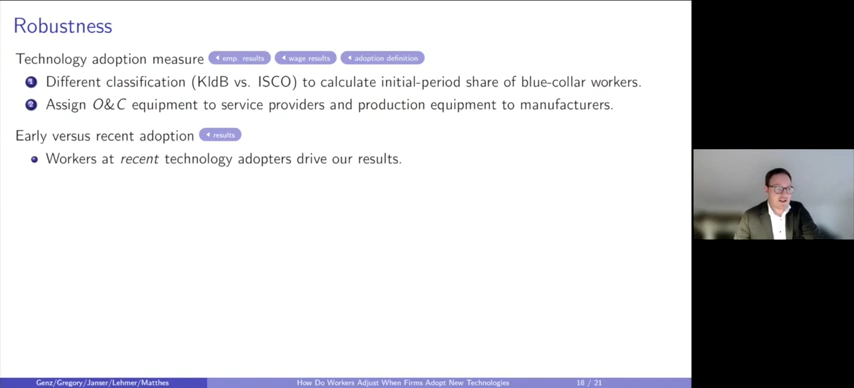 Robustness
Technology adoption measure emp. results wage results adoption definition
1 Different classification (KldB vs. ISCO) to calculate initial-period share of blue-collar workers.
2 Assign O&C equipment to service providers and production equipment to manufacturers.
Early versus recent adoption results
Workers at recent technology adopters drive our results.
Genz/Gregory/Janser/Lehmer/Matthes How Do Workers Adjust When Firms Adopt New Technologies 18 / 21